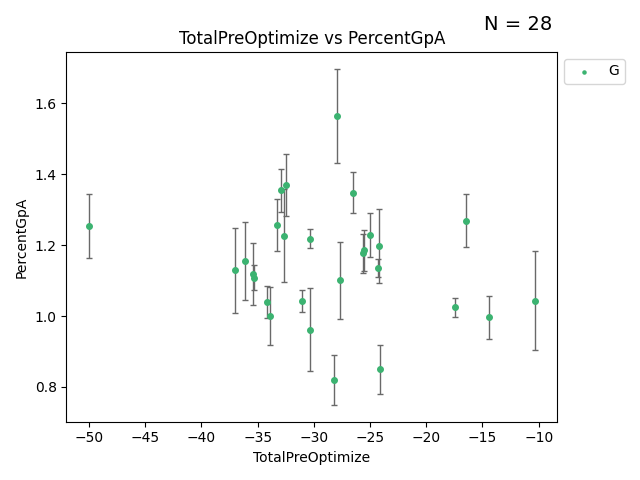 N = 28
TotalPreOptimize vs PercentGpA
G
1.6
1.4
1.2
1.0
0.8
PercentGpA
−50 −45 −40 −35 −30 −25 −20 −15 −10
TotalPreOptimize